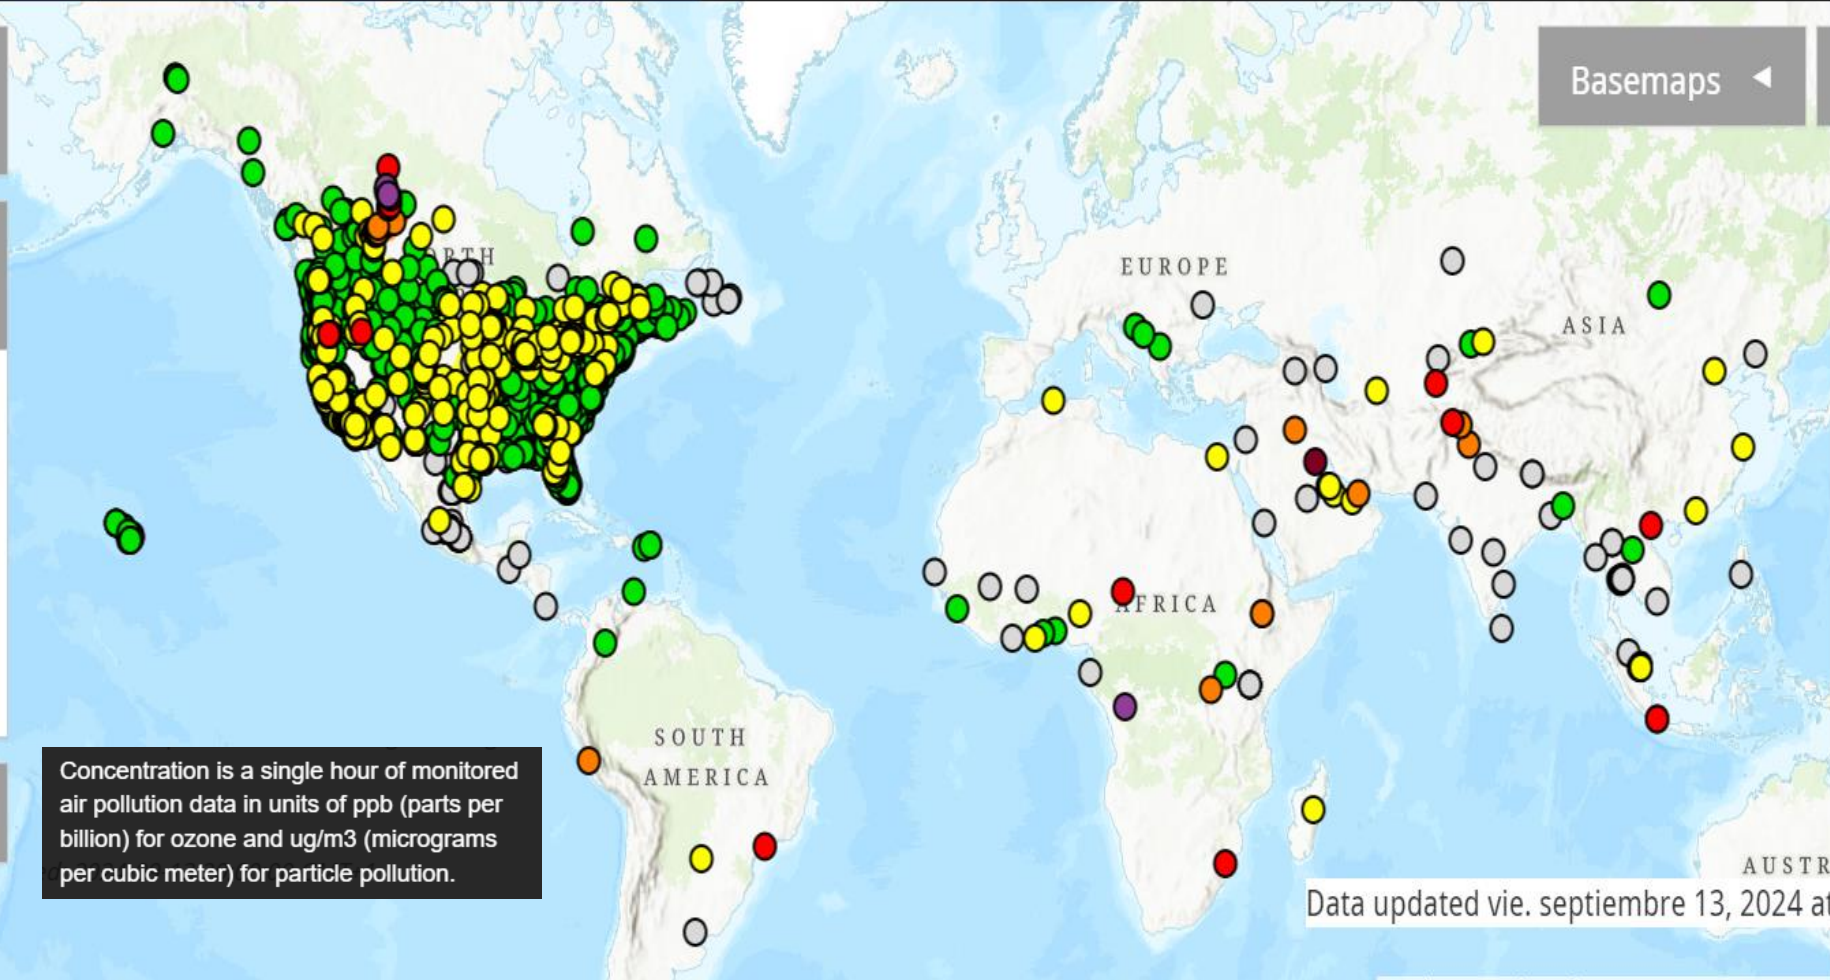 Basemaps
EUROPE
ASIA
AFRICA
SOUTH
AMERICA
Concentration is a single hour of monitored
air pollution data in units of ppb (parts per
billion) for ozone and ug/m3 (micrograms
per cubic meter) for particle pollution.
AUSTR
Data updated vie. septiembre 13, 2024 at